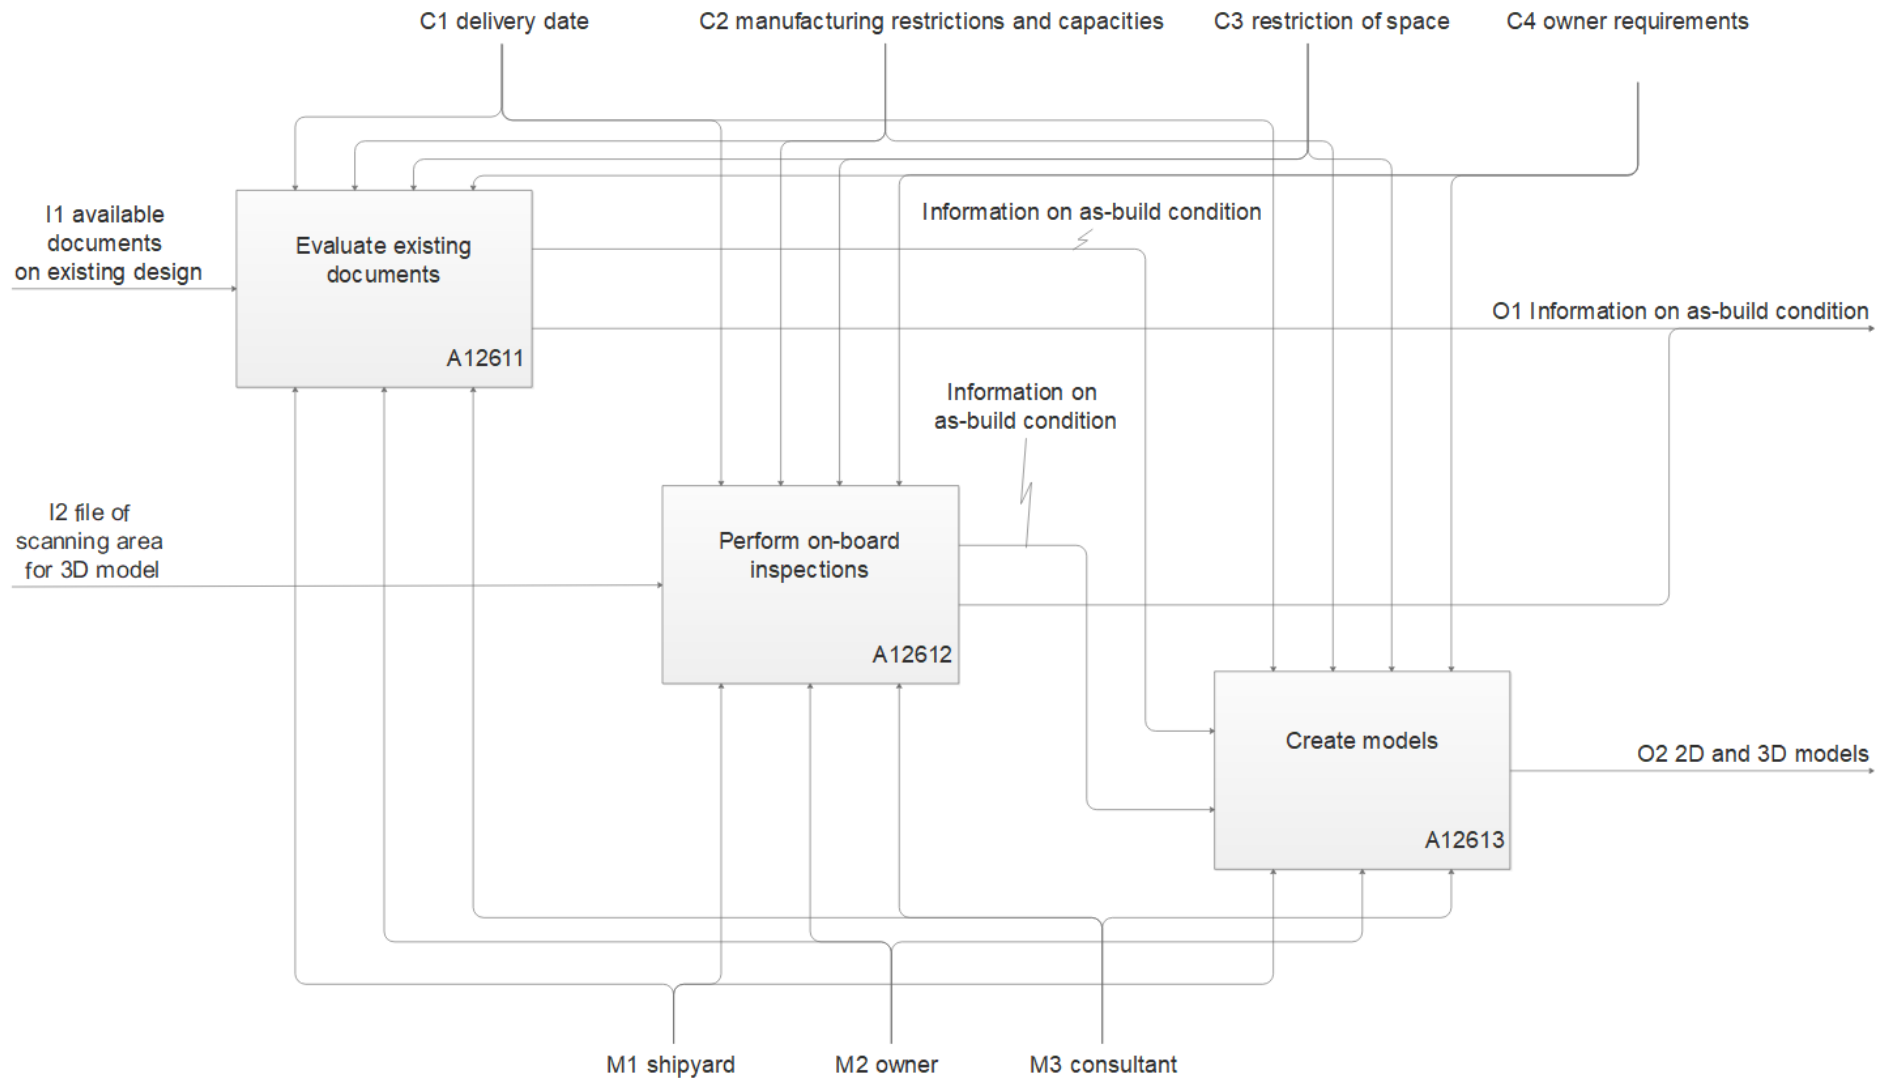 C1 delivery date
C2 manufacturing restrictions and capacities
C3 restriction of space
C4 owner requirements
I1 available
documents
on existing design
Evaluate existing
documents
A12611
Information on as-build condition
O1 Information on as-build condition
Information on
as-build condition
I2 file of
scanning area
for 3D model
Perform on-board
inspections
A12612
Create models
A12613
O2 2D and 3D models
M1 shipyard
M2 owner
M3 consultant